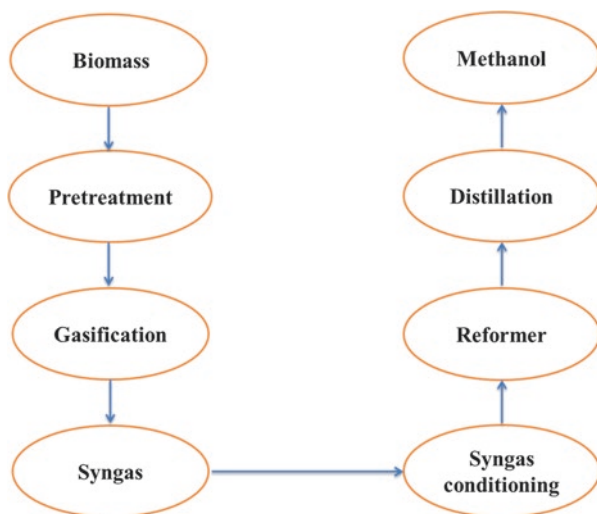 Biomass
Pretreatment
Gasification
Syngas
Syngas
conditioning
Reformer
Distillation
Methanol